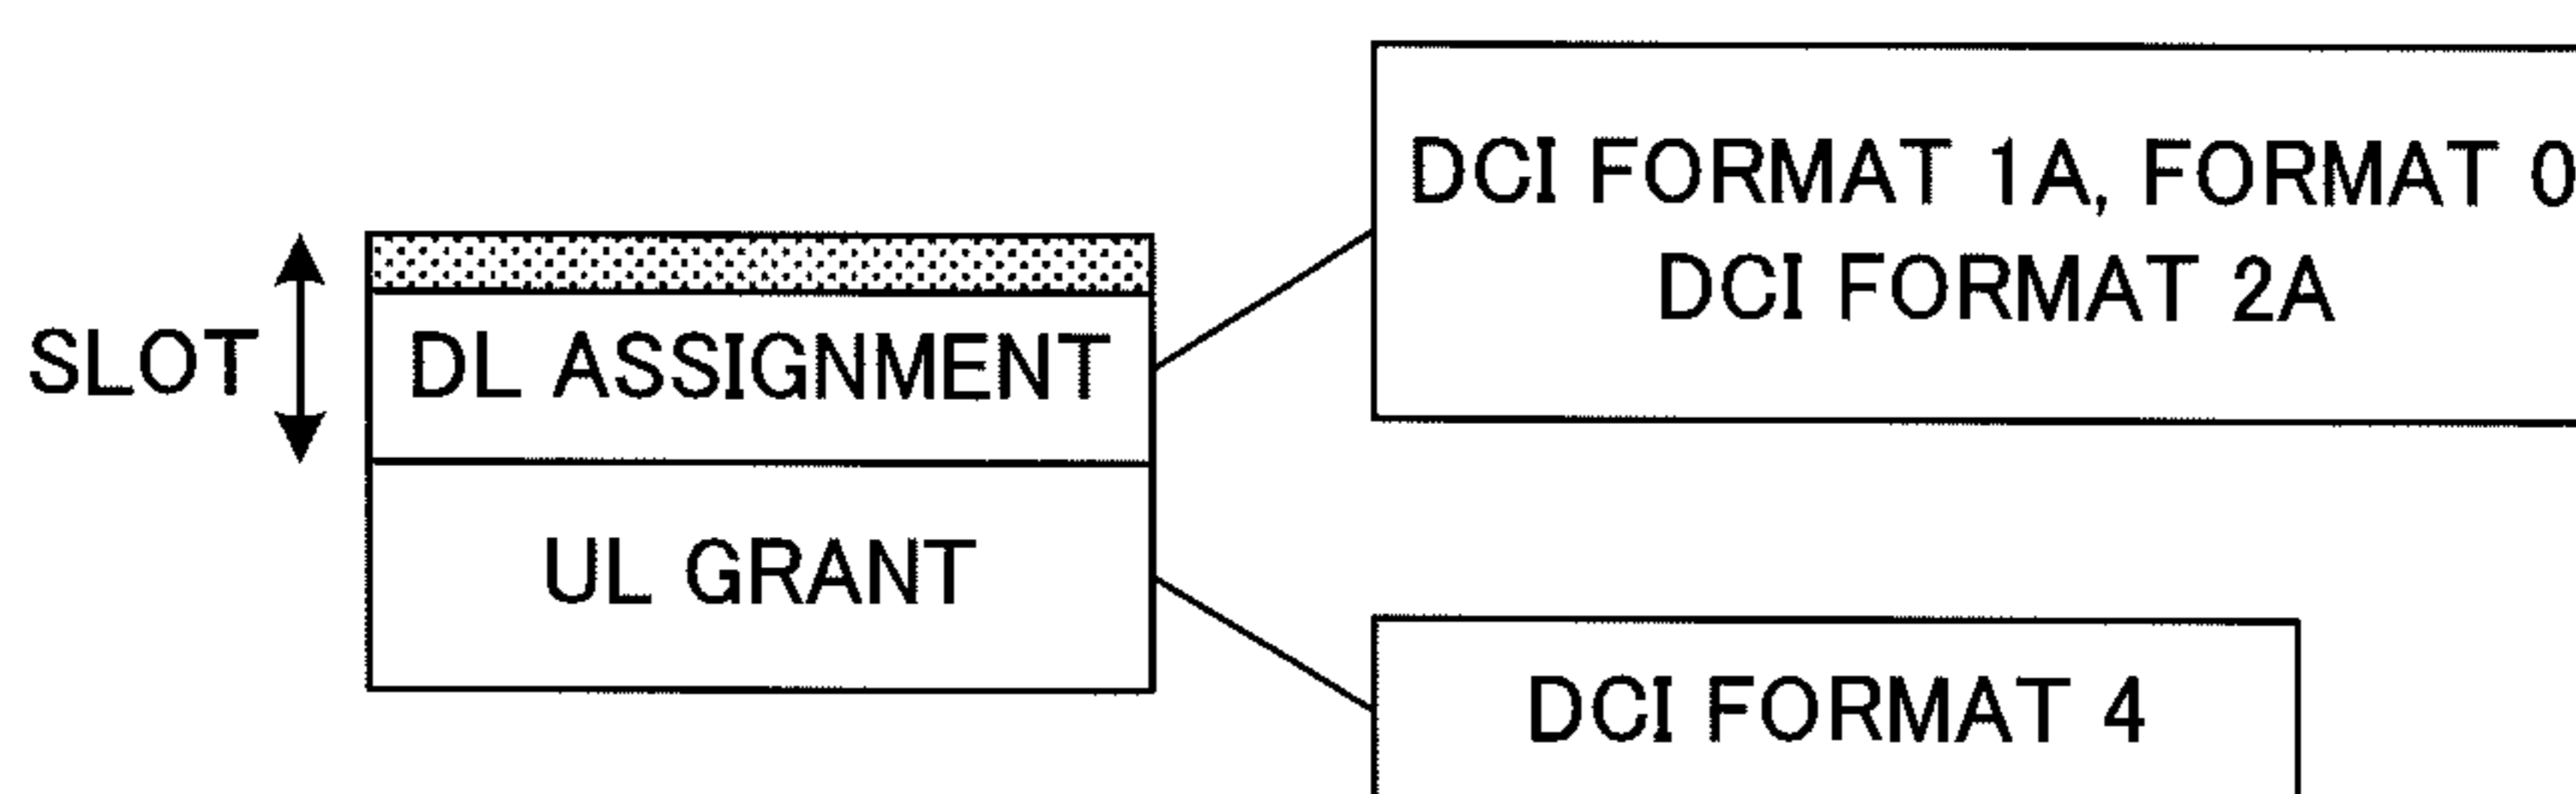 DCI FORMAT 1A, FORMAT 0
DCI FORMAT 2A
SLOT
DL ASSIGNMENT
UL GRANT
DCI FORMAT 4